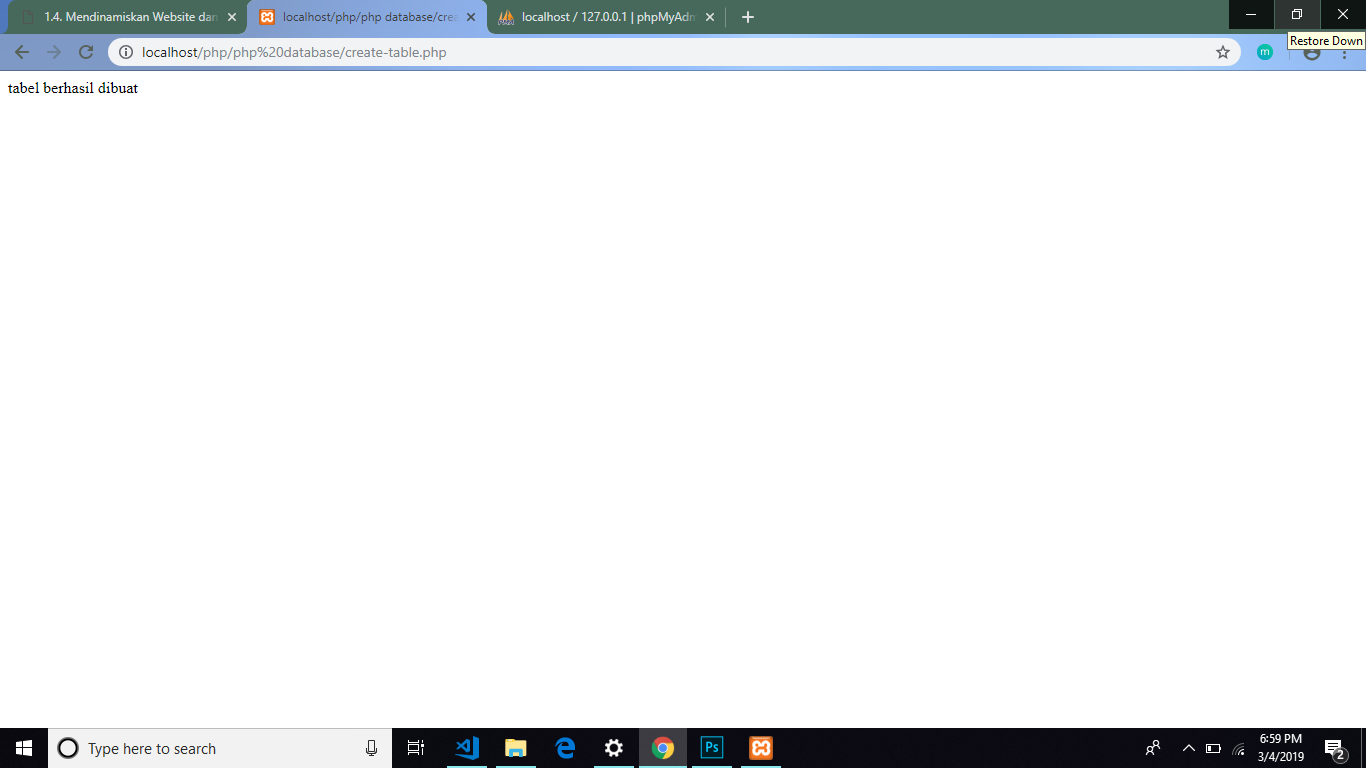 1.4. Mendinamiskan Website dan
localhost/php/php database/crea
localhost / 127.0.0.1 | phpMyAdm
Restore Down
localhost/php/php%20database/create-table.php
m
tabel berhasil dibuat
Type here to search
Ps
6:59 PM
3/4/2019
2